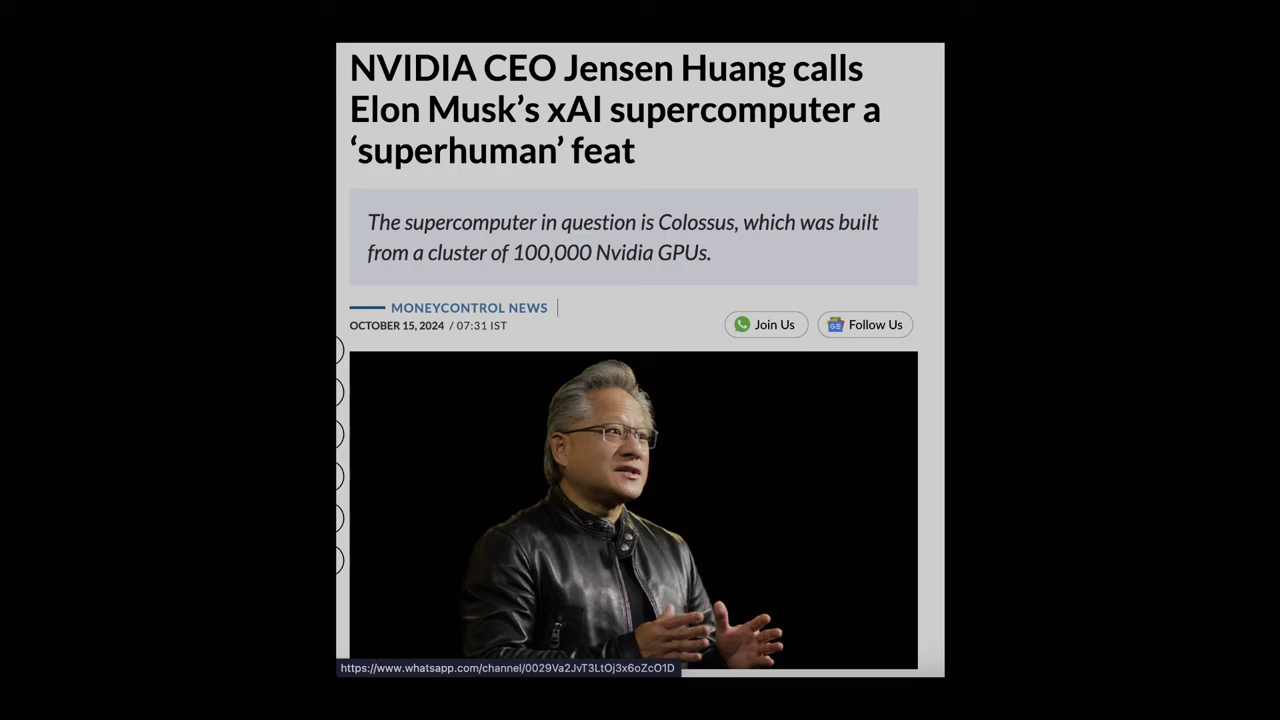 NVIDIA CEO Jensen Huang calls
Elon Musk’s xAI supercomputer a
‘superhuman’ feat
The supercomputer in question is Colossus, which was built
from a cluster of 100,000 Nvidia GPUs.
MONEYCONTROL NEWS
OCTOBER 15, 2024 / 07:31 IST
Join Us
Follow Us
https://www.whatsapp.com/channel/0029Va2JvT3LtOj3x6oZcO1D